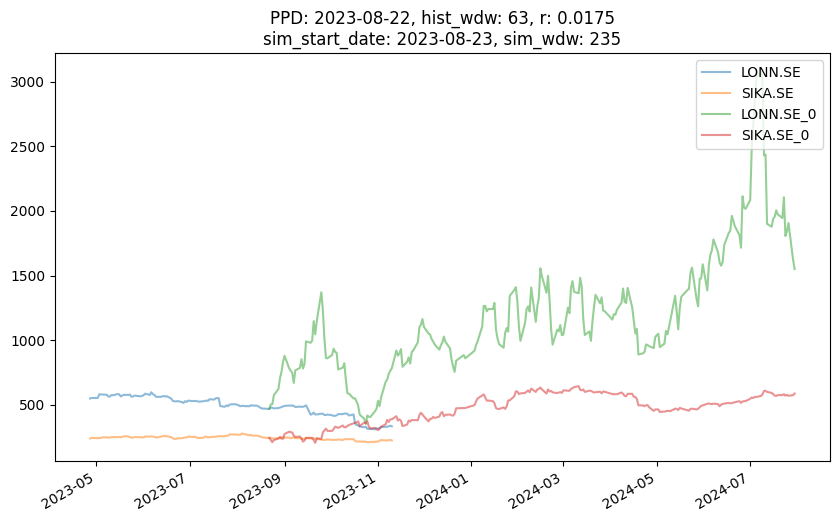 PPD: 2023-08-22, hist_wdw: 63, r: 0.0175
sim_start_date: 2023-08-23, sim_wdw: 235
LONN.SE
SIKA.SE
LONN.SE_0
SIKA.SE_0
3000
2500
2000
1500
1000
500
2023-05
2023-07
2023-09
2023-11
2024-01
2024-03
2024-05
2024-07